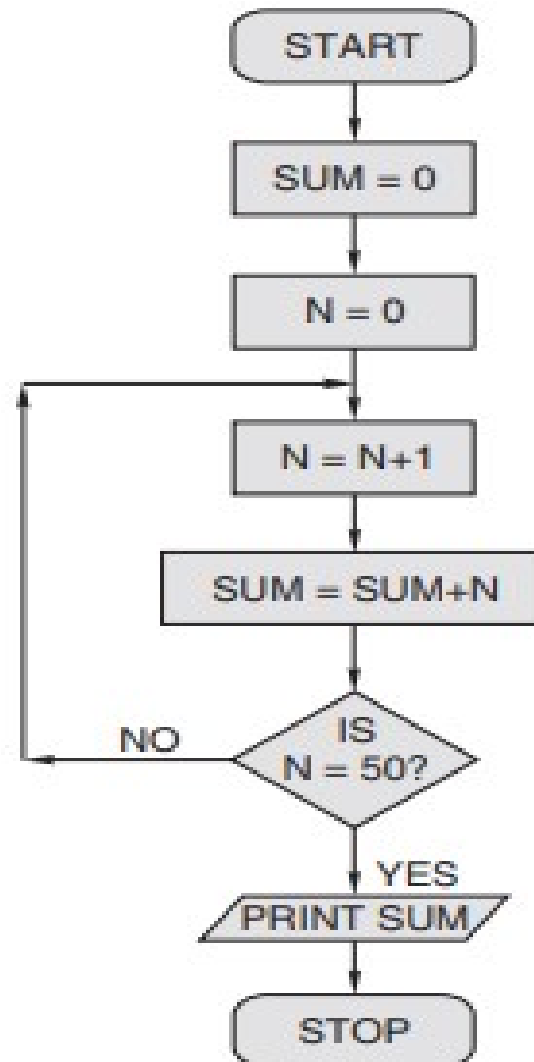 START
SUM = 0
N = 0
N = N+1
SUM = SUM+N
IS
N = 50?
NO
YES
PRINT SUM
STOP